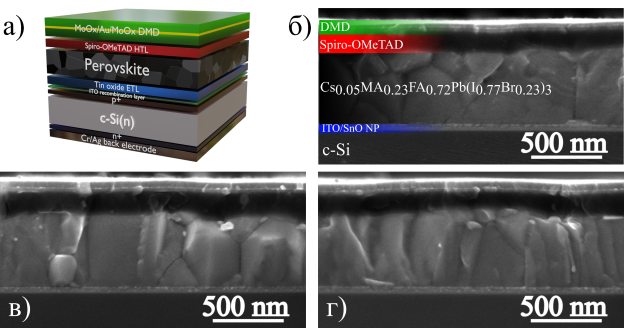 а)
MoOx/Au/MoOx DMD
Spiro-OMeTAD HTL
Perovskite
Tin oxide ETL
ITO recombination layer
p+
c-Si(n)
n+
Cr/Ag back electrode
б)
DMD
Spiro-OMeTAD
Cs0.05MA0.23FA0.72Pb(I0.77Br0.23)3
ITO/SnO NP
c-Si
500 nm
в)
500 nm
г)
500 nm